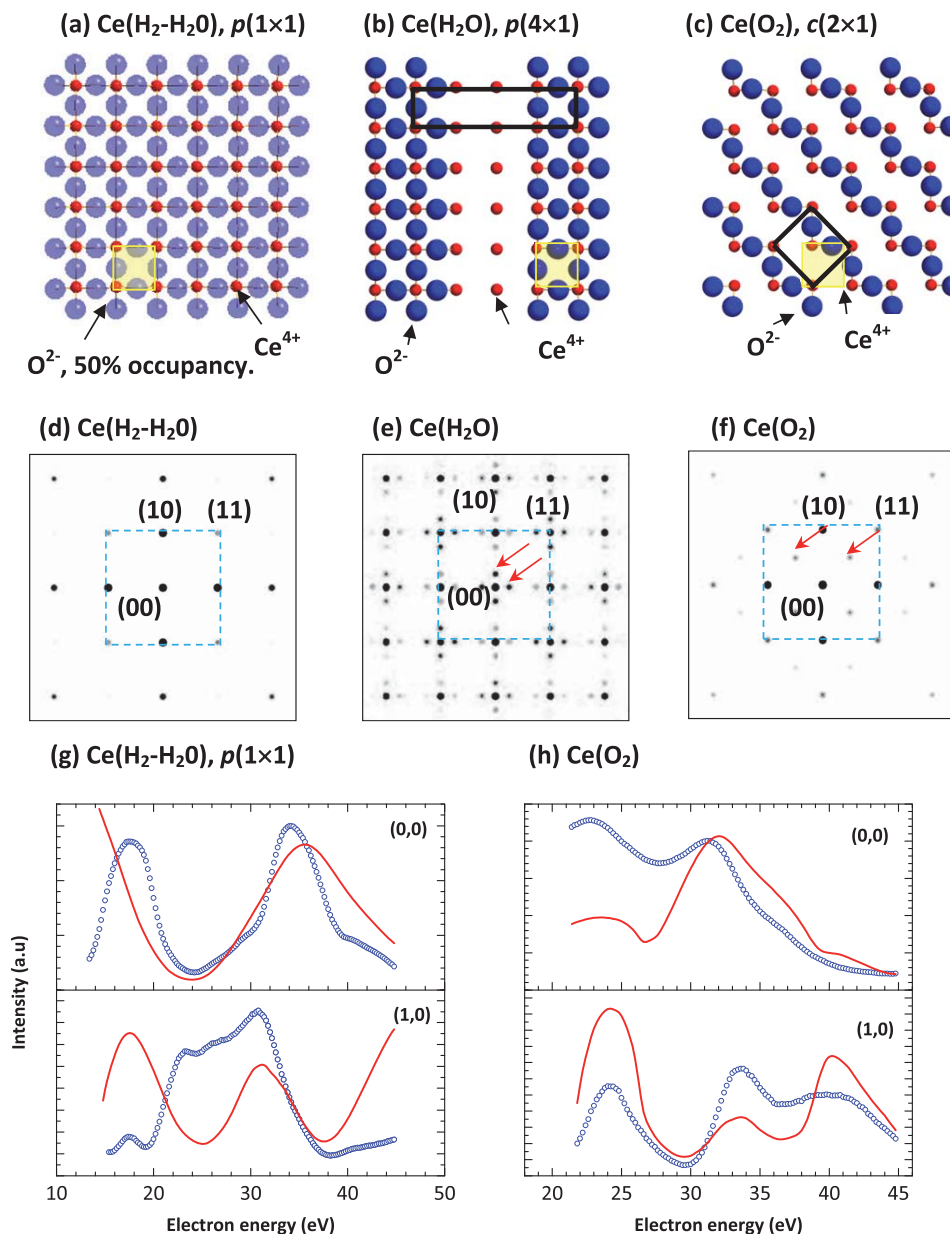 (a) Ce(H₂-H₂0), p(1×1)
(b) Ce(H₂O), p(4×1)
(c) Ce(O₂), c(2×1)
O²⁻, 50% occupancy.
Ce⁴⁺
O²⁻
Ce⁴⁺
O²⁻
Ce⁴⁺
(d) Ce(H₂-H₂0)
(e) Ce(H₂O)
(f) Ce(O₂)
(10)
(11)
(00)
(10)
(11)
(00)
(10)
(11)
(00)
(g) Ce(H₂-H₂0), p(1×1)
(h) Ce(O₂)
(0,0)
(1,0)
(0,0)
(1,0)
Intensity (a.u)
10 20 30 40 50
Electron energy (eV)
20 25 30 35 40 45
Electron energy (eV)